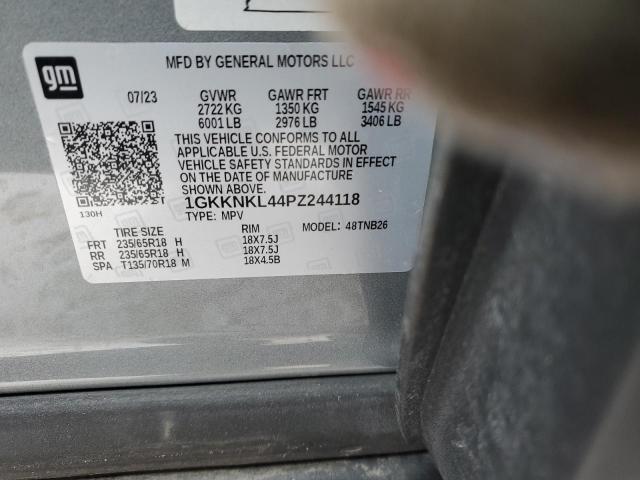 gm
MFD BY GENERAL MOTORS LLC
07/23 GVWR GAWR FRT GAWR RR
2722 KG 1350 KG 1545 KG
6001 LB 2976 LB 3406 LB
THIS VEHICLE CONFORMS TO ALL
APPLICABLE U.S. FEDERAL MOTOR
VEHICLE SAFETY STANDARDS IN EFFECT
ON THE DATE OF MANUFACTURE
SHOWN ABOVE.
1GKKNKL44PZ244118
130H
TYPE: MPV
TIRE SIZE RIM MODEL: 48TNB26
FRT 235/65R18 H 18X7.5J
RR 235/65R18 H 18X7.5J
SPA T135/70R18 M 18X4.5B